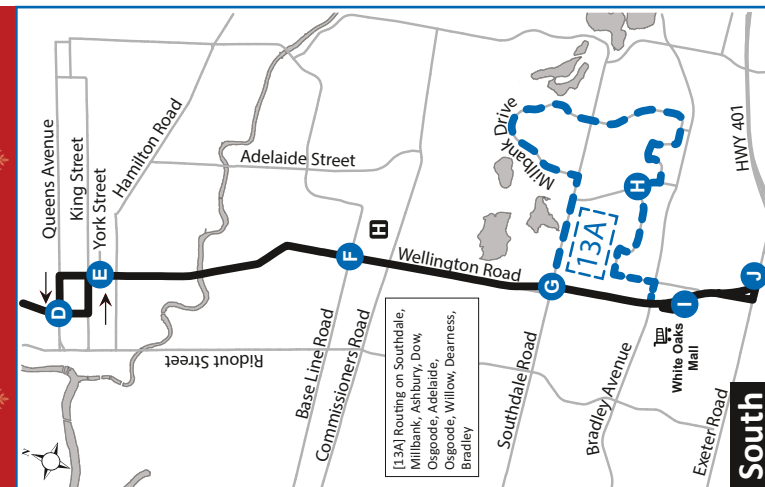 N
Queens Avenue
King Street
York Street
Hamilton Road
Adelaide Street
D
E
Ridout Street
F
H
Base Line Road
Commissioners Road
Wellington Road
Millbank Drive
[13A]
G
H
[13A] Routing on Southdale,
Millbank, Ashbury, Dow,
Osgoode, Adelaide,
Osgoode, Willow, Dearness,
Bradley
Southdale Road
Bradley Avenue
I
White Oaks
Mall
J
HWY 401
Exeter Road
South